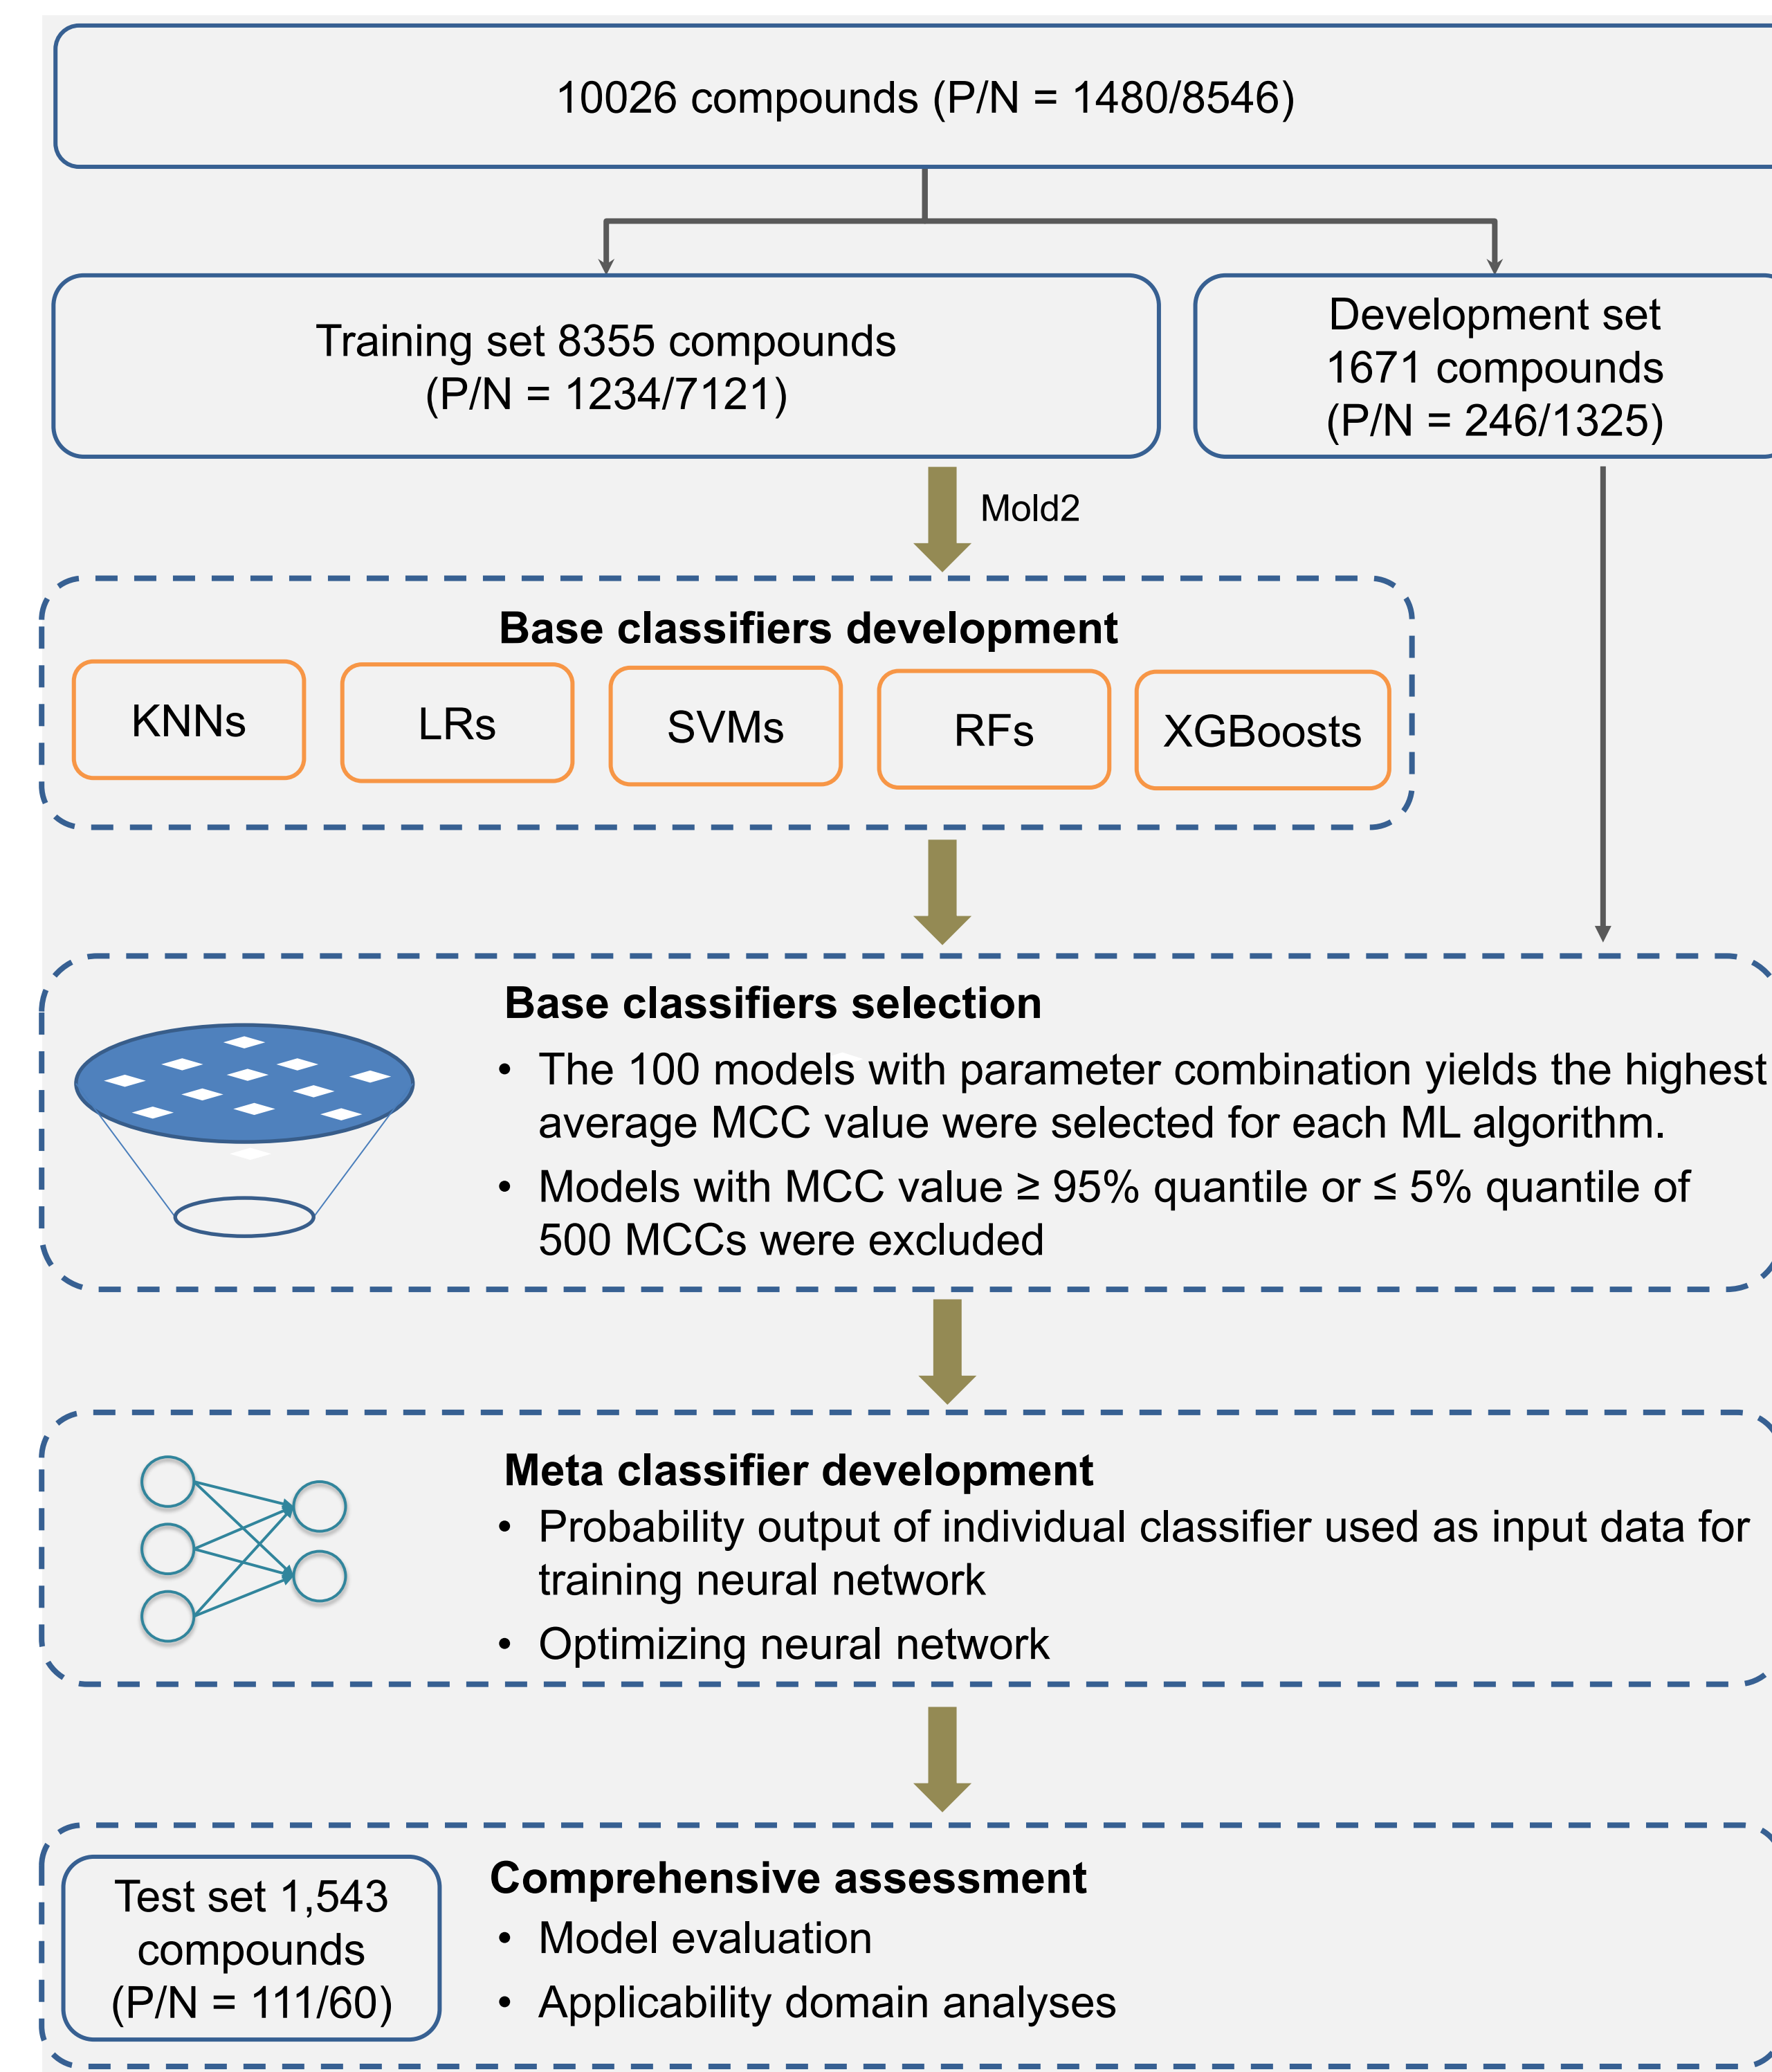 10026 compounds (P/N = 1480/8546)
Training set 8355 compounds
(P/N = 1234/7121)
Development set
1671 compounds
(P/N = 246/1325)
Mold2
Base classifiers development
KNNs
LRs
SVMs
RFs
XGBoosts
Base classifiers selection
• The 100 models with parameter combination yields the highest
average MCC value were selected for each ML algorithm.
• Models with MCC value ≥ 95% quantile or ≤ 5% quantile of
500 MCCs were excluded
Meta classifier development
• Probability output of individual classifier used as input data for
training neural network
• Optimizing neural network
Test set 1,543
compounds
(P/N = 111/60)
Comprehensive assessment
• Model evaluation
• Applicability domain analyses